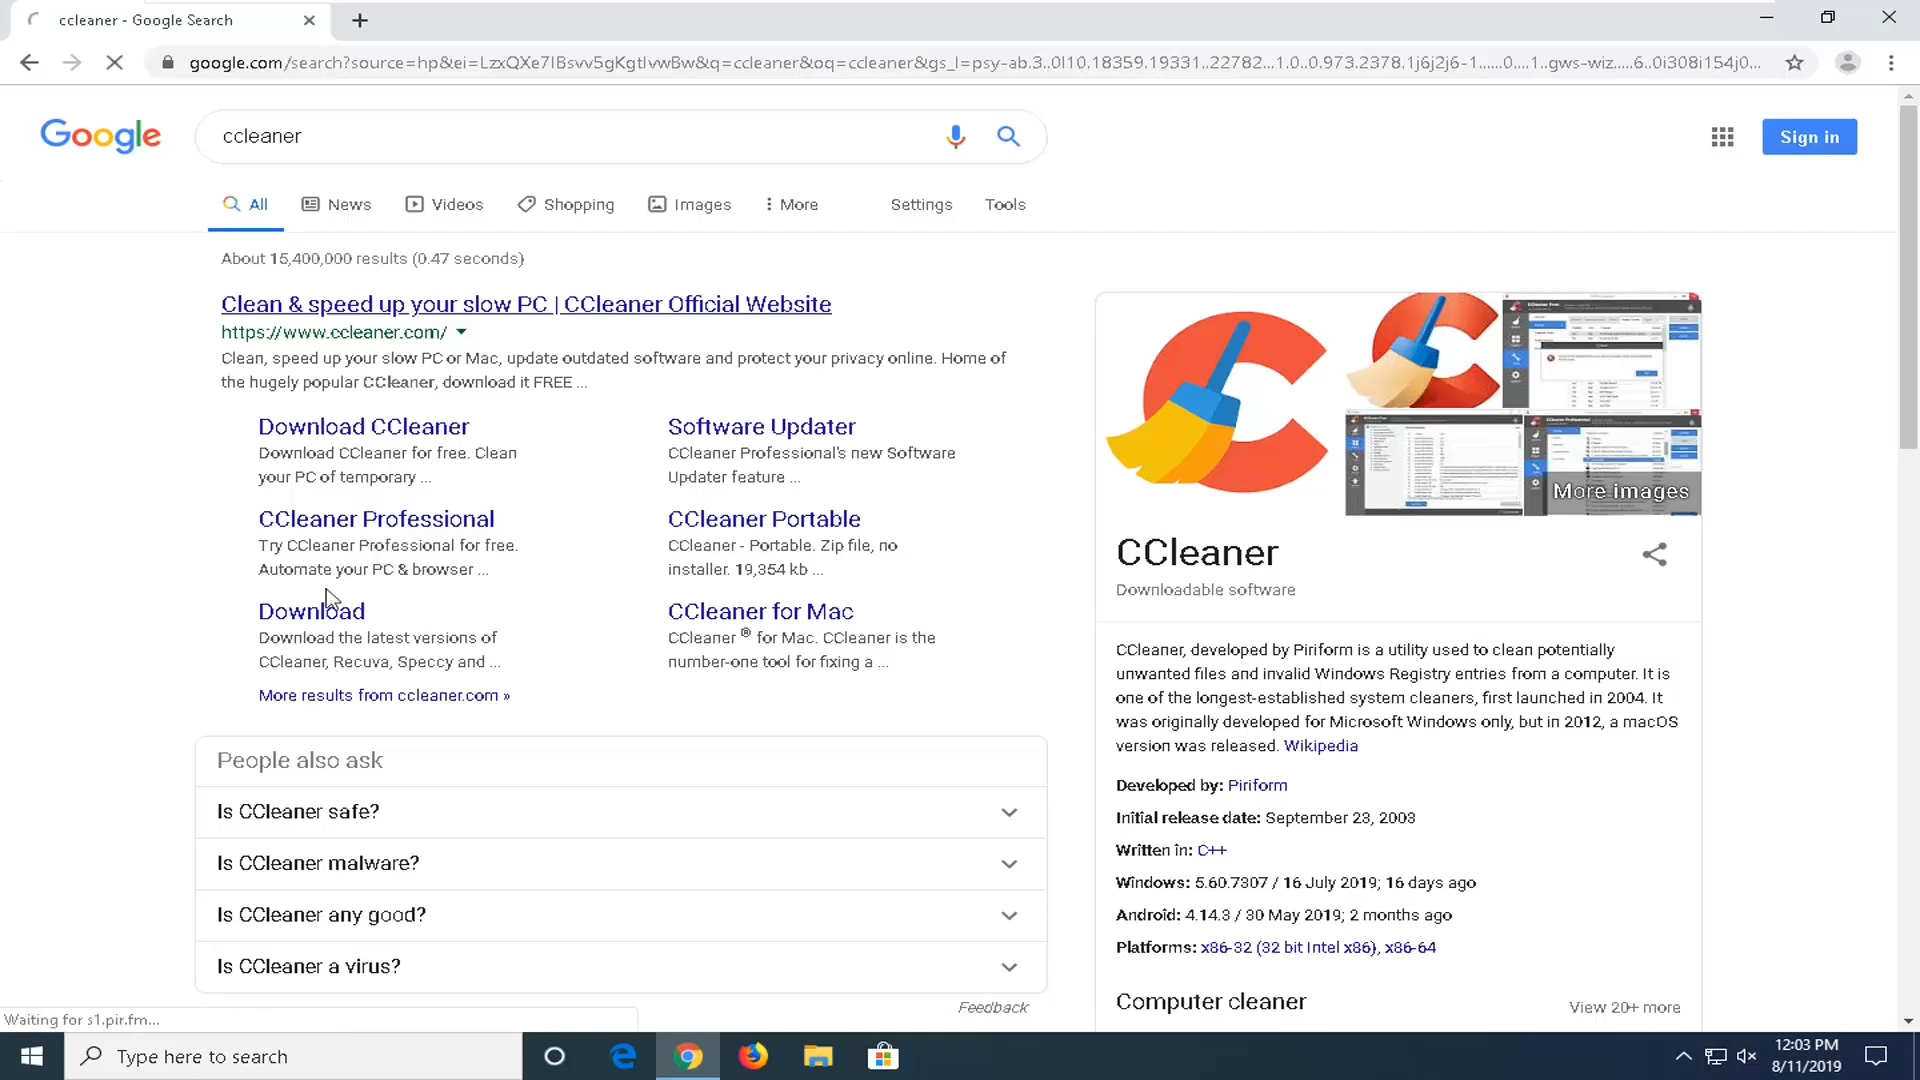 ccleaner - Google Search
google.com/search?source=hp&ei=LzxQXe7IBsvv5gKgtIvwBw&q=ccleaner&oq=ccleaner&gs_l=psy-ab.3..0l10.18359.19331..22782...1.0..0.973.2378.1j6j2j6-1......0....1..gws-wiz.....6..0i308i154j0...
Google
ccleaner
Sign in
All News Videos Shopping Images More Settings Tools
About 15,400,000 results (0.47 seconds)
Clean & speed up your slow PC | CCleaner Official Website
https://www.ccleaner.com/
Clean, speed up your slow PC or Mac, update outdated software and protect your privacy online. Home of
the hugely popular CCleaner, download it FREE ...
Download CCleaner
Download CCleaner for free. Clean
your PC of temporary ...
Software Updater
CCleaner Professional's new Software
Updater feature ...
CCleaner Professional
Try CCleaner Professional for free.
Automate your PC & browser ...
CCleaner Portable
CCleaner - Portable. Zip file, no
installer. 19,354 kb ...
Download
Download the latest versions of
CCleaner, Recuva, Speccy and ...
CCleaner for Mac
CCleaner ® for Mac. CCleaner is the
number-one tool for fixing a ...
More results from ccleaner.com »
People also ask
Is CCleaner safe?
Is CCleaner malware?
Is CCleaner any good?
Is CCleaner a virus?
Feedback
More images
CCleaner
Downloadable software
CCleaner, developed by Piriform is a utility used to clean potentially
unwanted files and invalid Windows Registry entries from a computer. It is
one of the longest-established system cleaners, first launched in 2004. It
was originally developed for Microsoft Windows only, but in 2012, a macOS
version was released. Wikipedia
Developed by: Piriform
Initial release date: September 23, 2003
Written in: C++
Windows: 5.60.7307 / 16 July 2019; 16 days ago
Android: 4.14.3 / 30 May 2019; 2 months ago
Platforms: x86-32 (32 bit Intel x86), x86-64
Computer cleaner
View 20+ more
Waiting for s1.pir.fm...
Type here to search
12:03 PM
8/11/2019